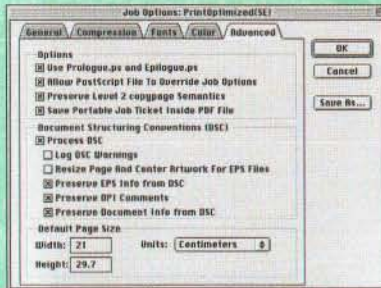 Job Options: PrintOptimized(SE)
General Compression Fonts Color Advanced
Options
Use Prologue.ps and Epilogue.ps
Allow PostScript File To Override Job Options
Preserve Level 2 copypage Semantics
Save Portable Job Ticket Inside PDF File
Document Structuring Conventions (DSC)
Process DSC
Log DSC Warnings
Resize Page And Center Artwork For EPS Files
Preserve EPS Info from DSC
Preserve OPI Comments
Preserve Document Info from DSC
Default Page Size
Width: 21 Units: Centimeters
Height: 29.7
OK
Cancel
Save As...